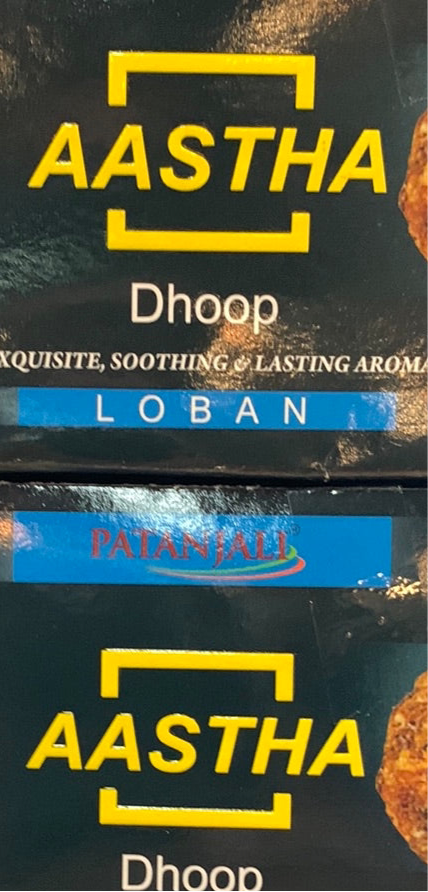 AASTHA
Dhoop
XQUISITE, SOOTHING & LASTING AROMA
LOBAN
PATANJALI®
AASTHA
Dhoop